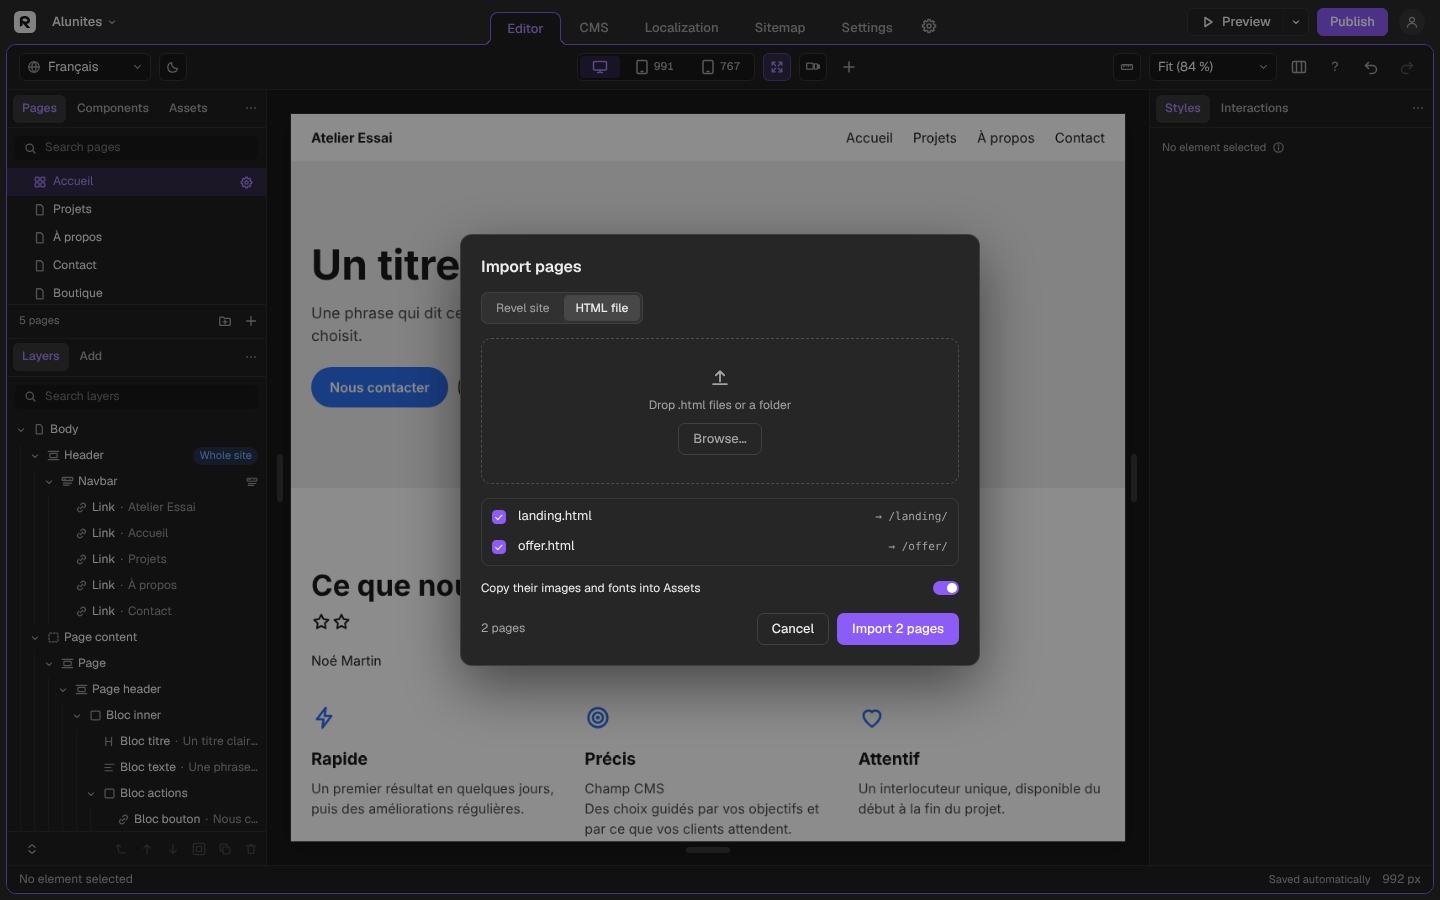 R
Alunites
Editor
CMS
Localization
Sitemap
Settings
Preview
Publish
Français
991
767
Fit (84 %)
?
Pages
Components
Assets
Search pages
Accueil
Projets
À propos
Contact
Boutique
5 pages
Layers
Add
Search layers
Body
Header
Whole site
Navbar
Link · Atelier Essai
Link · Accueil
Link · Projets
Link · À propos
Link · Contact
Page content
Page
Page header
Bloc inner
H Bloc titre · Un titre clair...
Bloc texte · Une phrase...
Bloc actions
Bloc bouton · Nous c...
No element selected
Atelier Essai
Accueil
Projets
À propos
Contact
Un titre
Une phrase qui dit ce
choisit.
Nous contacter
Ce que nou
Noé Martin
Rapide
Un premier résultat en quelques jours,
puis des améliorations régulières.
Précis
Champ CMS
Des choix guidés par vos objectifs et
par ce que vos clients attendent.
Attentif
Un interlocuteur unique, disponible du
début à la fin du projet.
Import pages
Revel site
HTML file
Drop .html files or a folder
Browse...
landing.html
→ /landing/
offer.html
→ /offer/
Copy their images and fonts into Assets
2 pages
Cancel
Import 2 pages
Styles
Interactions
No element selected
Saved automatically
992 px